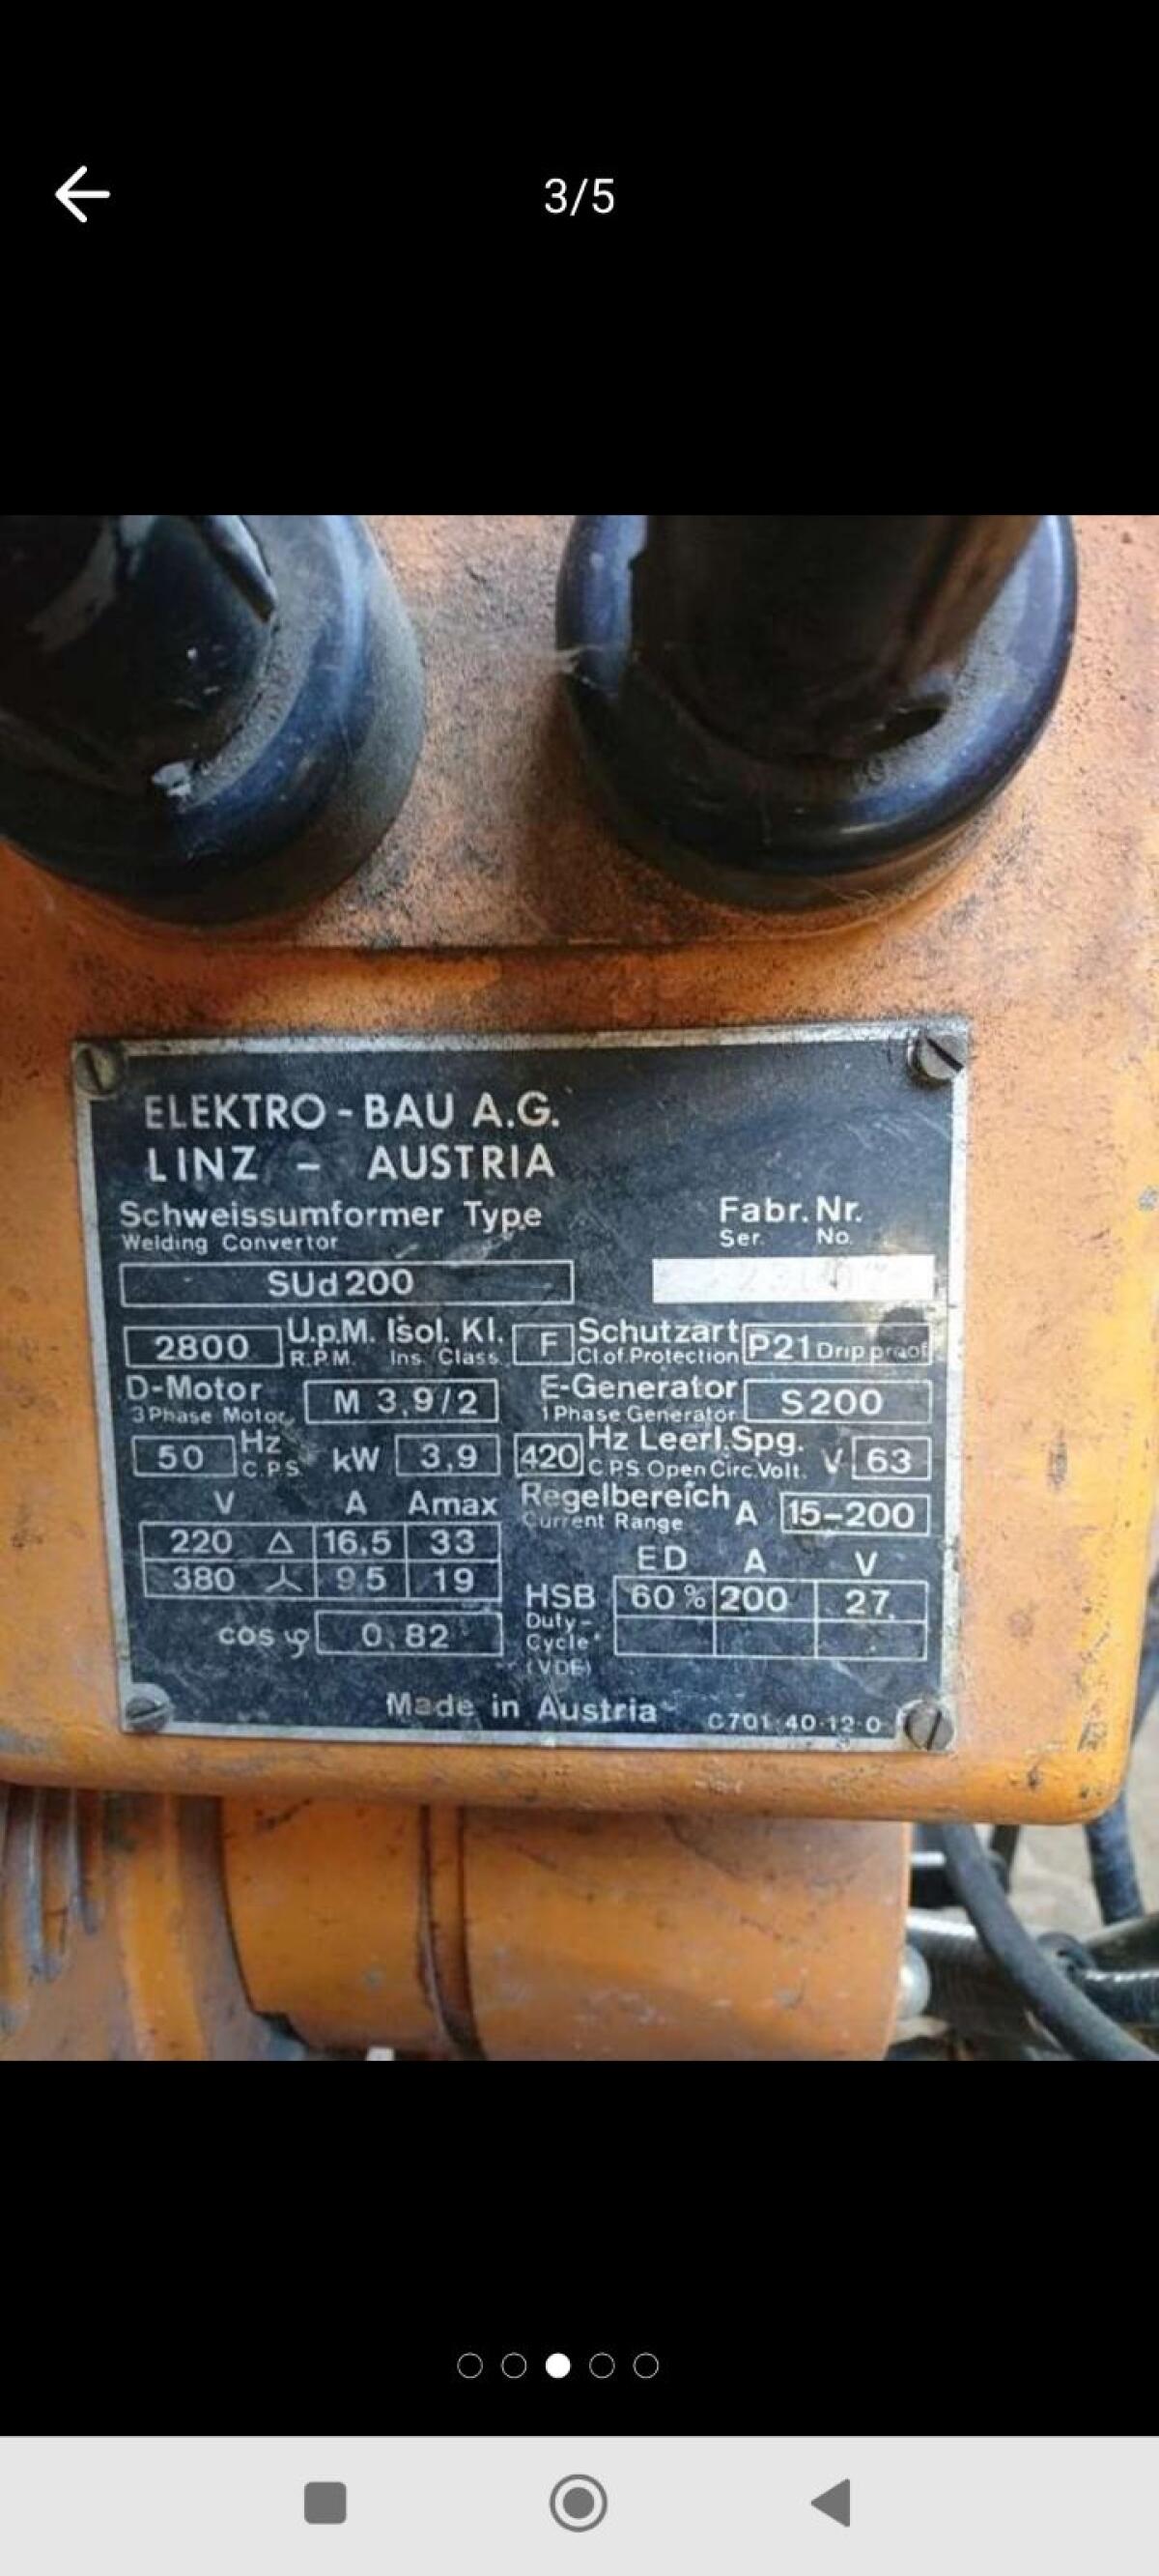 3/5
ELEKTRO-BAU A.G.
LINZ - AUSTRIA
Schweissumformer Type
Welding Convertor
Fabr. Nr.
Ser. No.
SUd 200
2800 U.p.M. Isol. Kl. F Schutzart P21 Drip proof
R.P.M. Ins. Class. Cl.of.Protection
D-Motor M 3,9/2 E-Generator S200
3 Phase Motor 1 Phase Generator
50 Hz kW 3,9 420 Hz Leerl.Spg. V 63
C.P.S. C.P.S. Open Circ.Volt.
V A Amax Regelbereich A 15-200
Current Range
220 △ 16.5 33 ED A V
380 ⅄ 9.5 19 HSB 60% 200 27
Duty-
Cycle
(VDE)
cos φ 0.82
Made in Austria C701·40·12·0